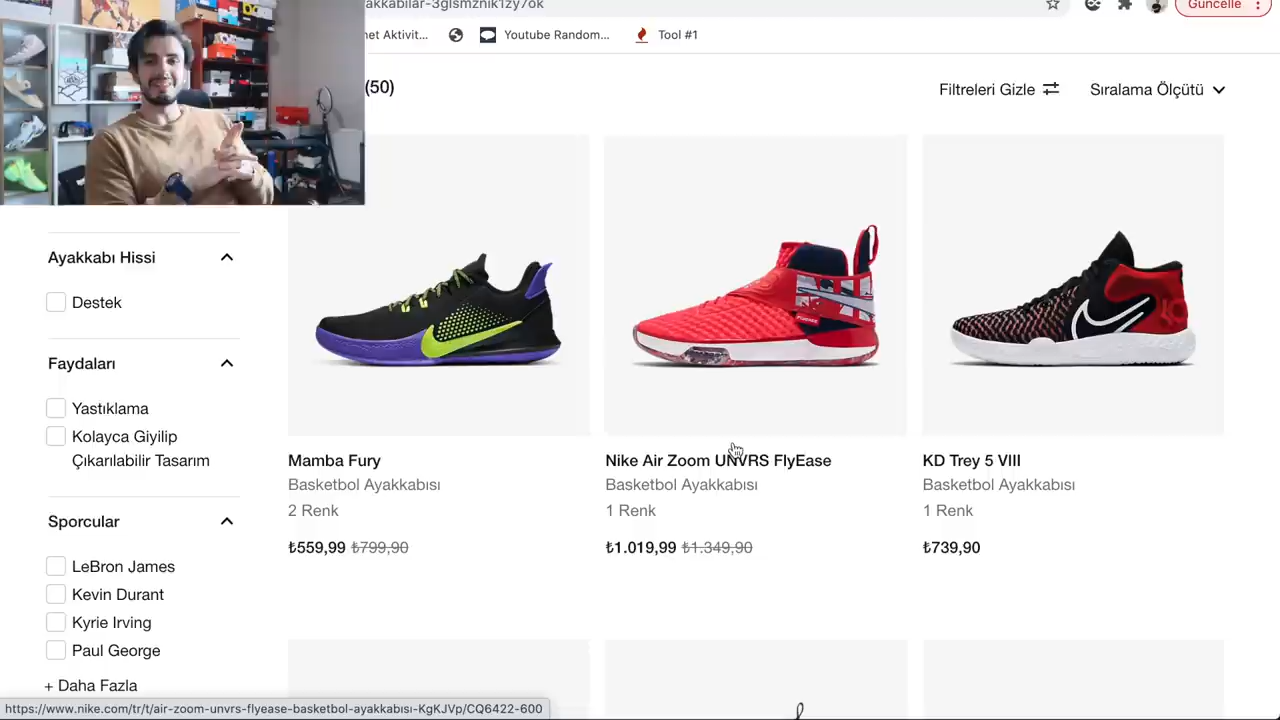 yakkabilar-3glsmznik1zy7ok
Güncelle
net Aktivit...
Youtube Random...
Tool #1
(50)
Filtreleri Gizle
Sıralama Ölçütü
Ayakkabı Hissi
Destek
Faydaları
Yastıklama
Kolayca Giyilip
Çıkarılabilir Tasarım
Sporcular
LeBron James
Kevin Durant
Kyrie Irving
Paul George
+ Daha Fazla
Mamba Fury
Basketbol Ayakkabısı
2 Renk
₺559,99 ₺799,90
Nike Air Zoom UNVRS FlyEase
Basketbol Ayakkabısı
1 Renk
₺1.019,99 ₺1.349,90
KD Trey 5 VIII
Basketbol Ayakkabısı
1 Renk
₺739,90
https://www.nike.com/tr/t/air-zoom-unvrs-flyease-basketbol-ayakkabısı-KgKJVp/CQ6422-600